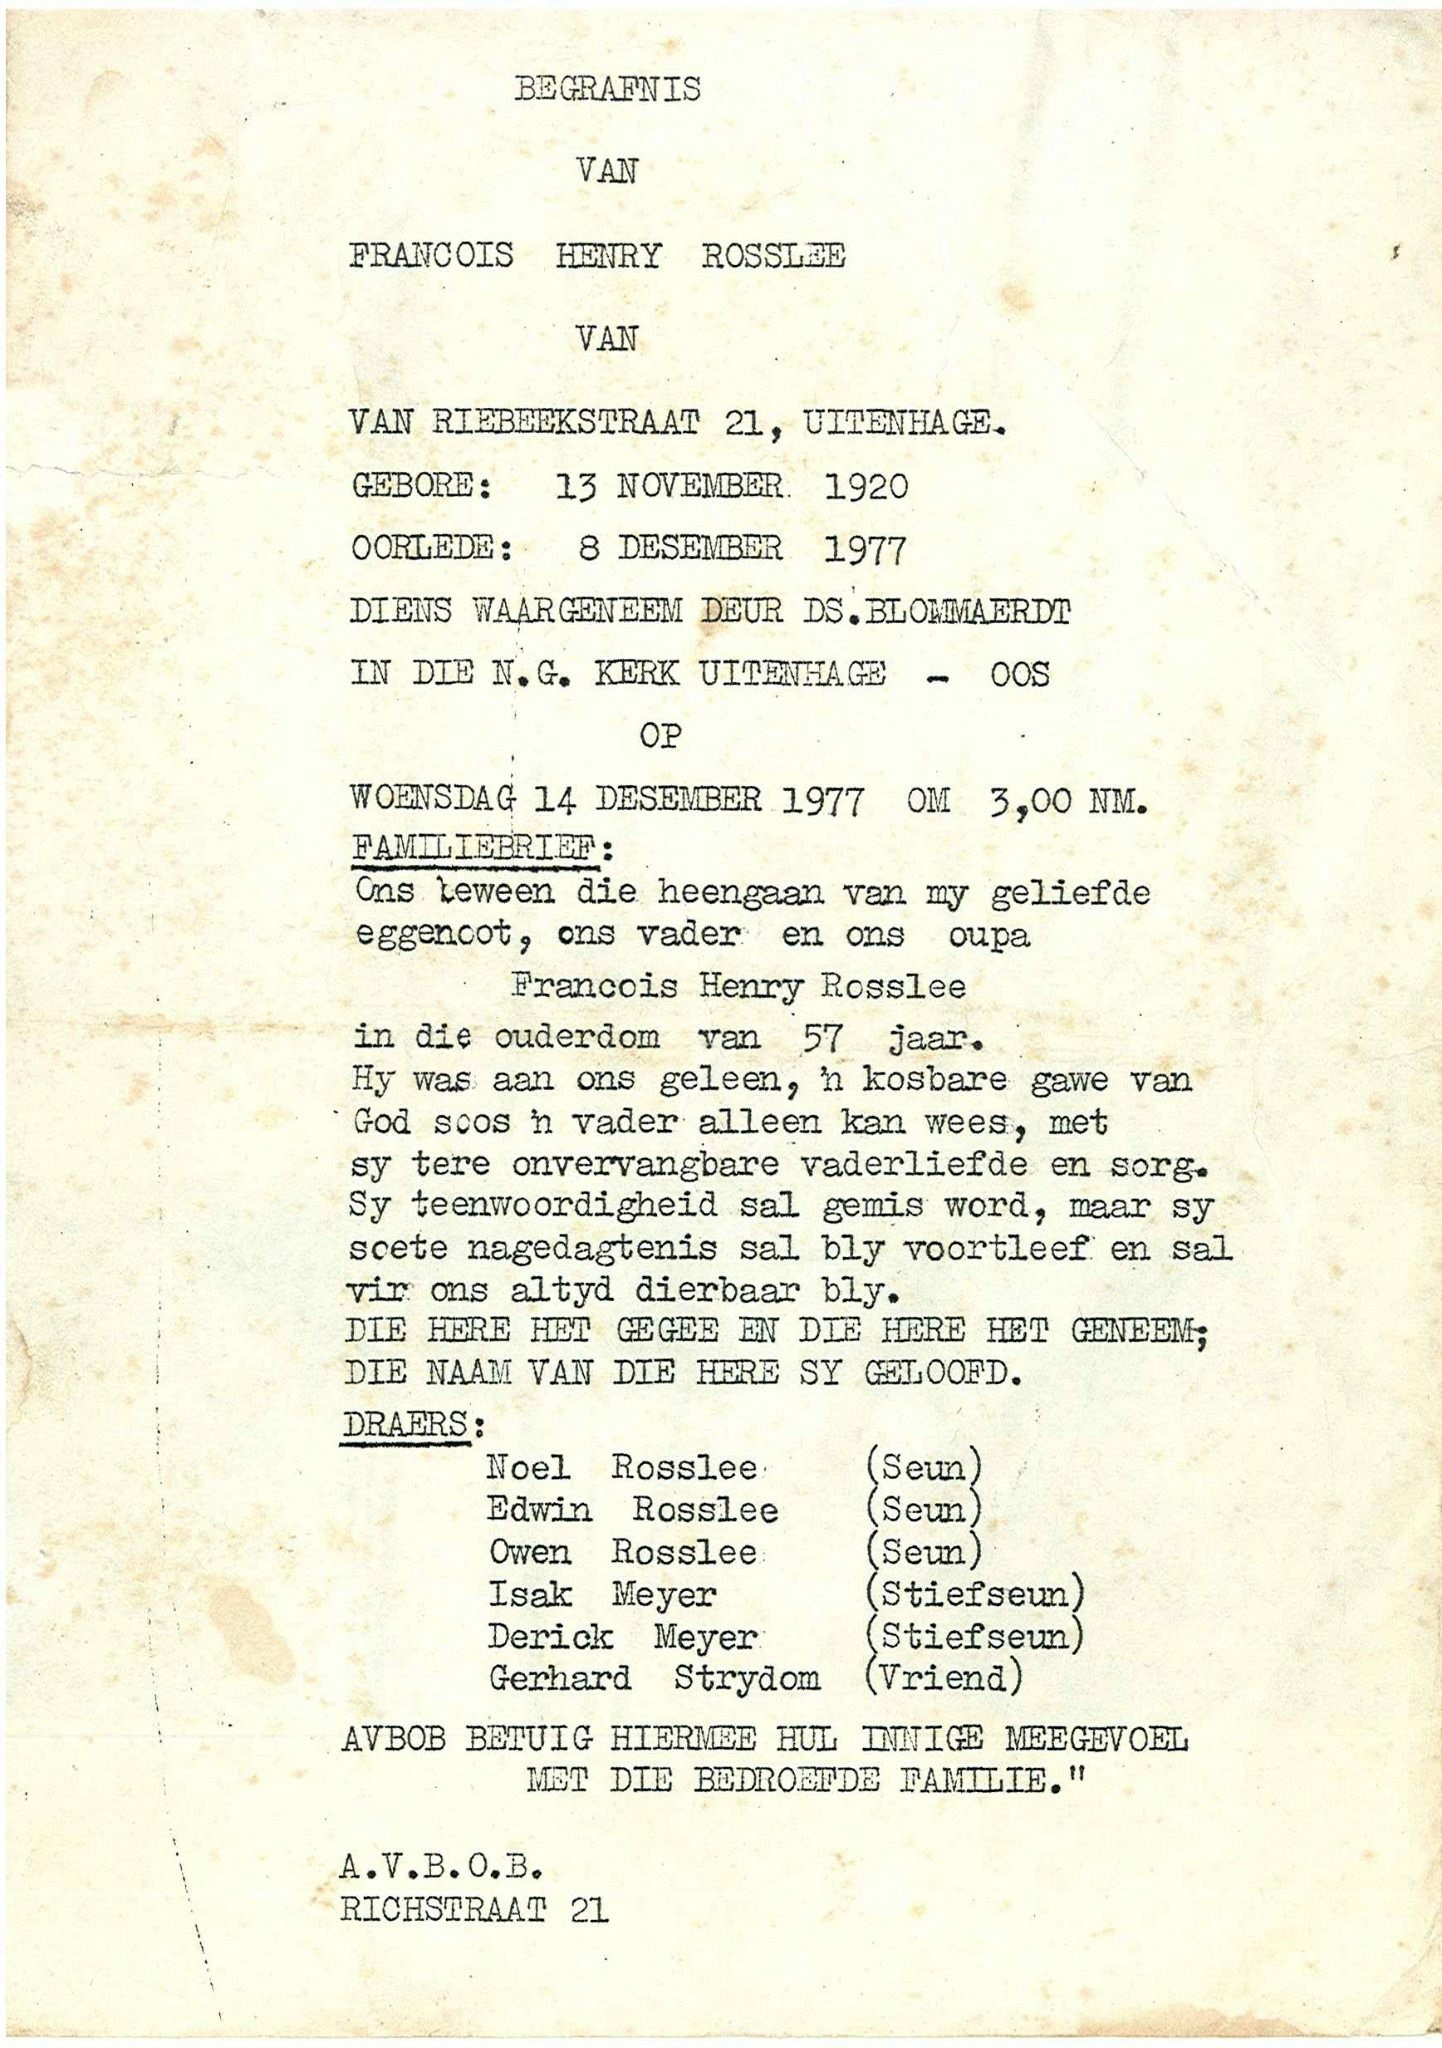 BEGRAFNIS
VAN
FRANCOIS HENRY ROSSLEE
VAN
VAN RIEBEEKSTRAAT 21, UITENHAGE.
GEBORE: 13 NOVEMBER 1920
OORLEDE: 8 DESEMBER 1977
DIENS WAARGENEEM DEUR DS.BLOMMAERDT
IN DIE N.G. KERK UITENHAGE - OOS
OP
WOENSDAG 14 DESEMBER 1977 OM 3,00 NM.
FAMILIEBRIEF:
Ons beween die heengaan van my geliefde
eggenoot, ons vader en ons oupa
Francois Henry Rosslee
in die ouderdom van 57 jaar.
Hy was aan ons geleen, 'n kosbare gawe van
God soos 'n vader alleen kan wees, met
sy tere onvervangbare vaderliefde en sorg.
Sy teenwoordigheid sal gemis word, maar sy
soete nagedagtenis sal bly voortleef en sal
vir ons altyd dierbaar bly.
DIE HERE HET GEGEE EN DIE HERE HET GENEEM;
DIE NAAM VAN DIE HERE SY GELOOFD.
DRAERS:
Noel Rosslee (Seun)
Edwin Rosslee (Seun)
Owen Rosslee (Seun)
Isak Meyer (Stiefseun)
Derick Meyer (Stiefseun)
Gerhard Strydom (Vriend)
AVBOB BETUIG HIERMEE HUL INNIGE MEEGEVOEL
MET DIE BEDROEFDE FAMILIE."
A.V.B.O.B.
RICHSTRAAT 21